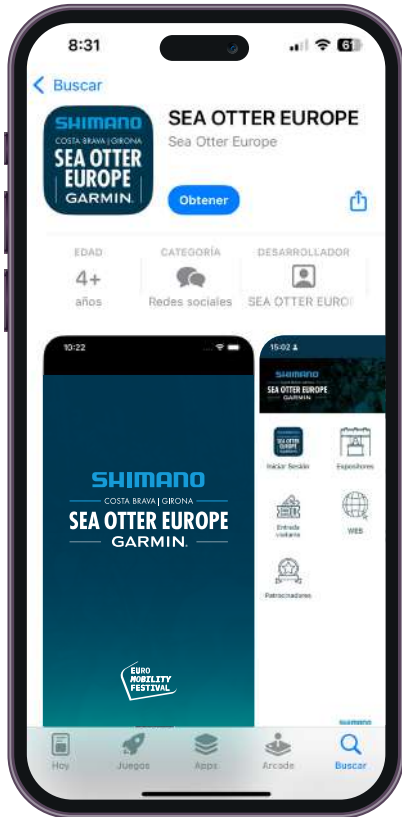 8:31
61
Buscar
SHIMANO
COSTA BRAVA | GIRONA
SEA OTTER
EUROPE
GARMIN.
SEA OTTER EUROPE
Sea Otter Europe
Obtener
EDAD
4+
años
CATEGORÍA
Redes sociales
DESARROLLADOR
SEA OTTER EURO
10:22
SHIMANO
COSTA BRAVA | GIRONA
SEA OTTER EUROPE
GARMIN.
EURO
MOBILITY
FESTIVAL
15:02
SHIMANO
SEA OTTER EUROPE
GARMIN
Iniciar Sesión
Expositores
Entrada
visitante
WEB
Patrocinadores
SHIMANO
Hoy
Juegos
Apps
Arcade
Buscar